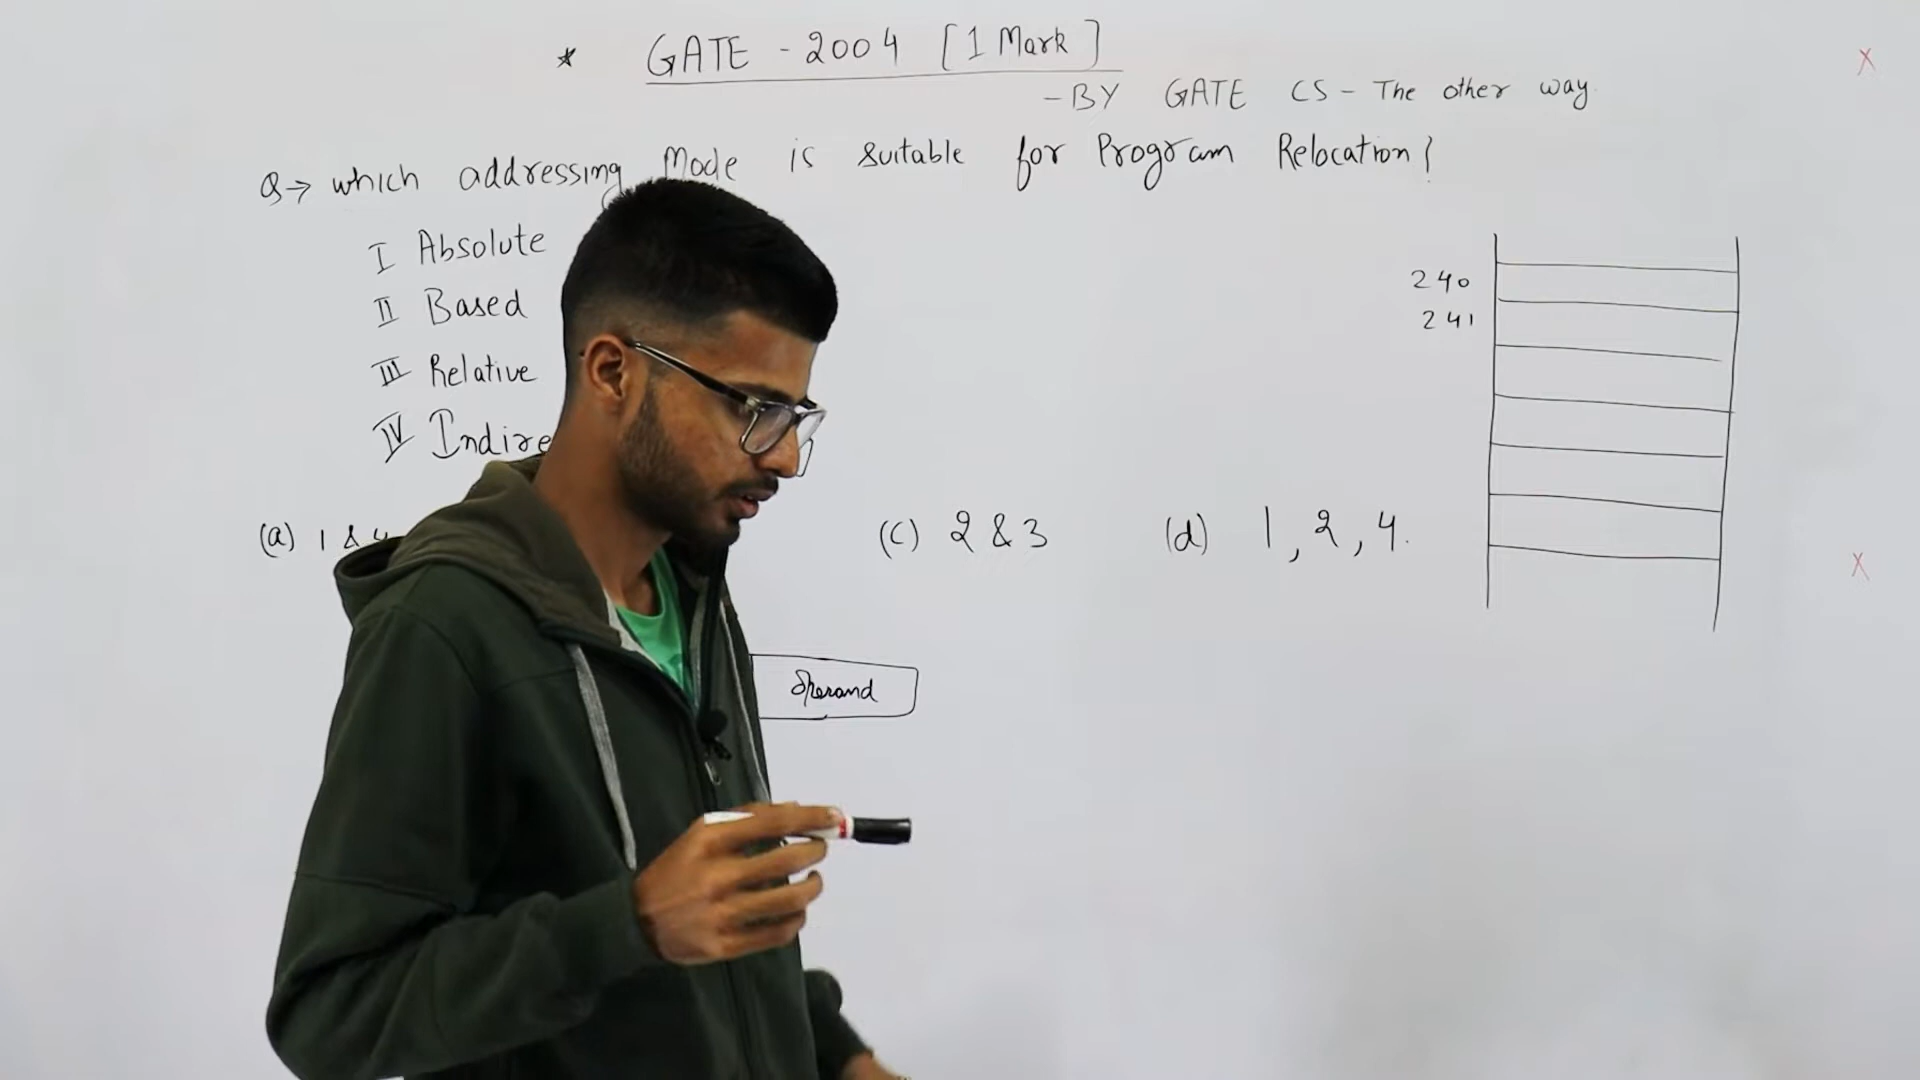 * GATE - 2004 [1 Mark]
- BY GATE CS - The other way.
Q→ which addressing Mode is suitable for Program Relocation?
I Absolute
II Based
III Relative
IV Indire
240
241
(a) 1 & 4 (c) 2 & 3 (d) 1, 2, 4.
operand
X
X